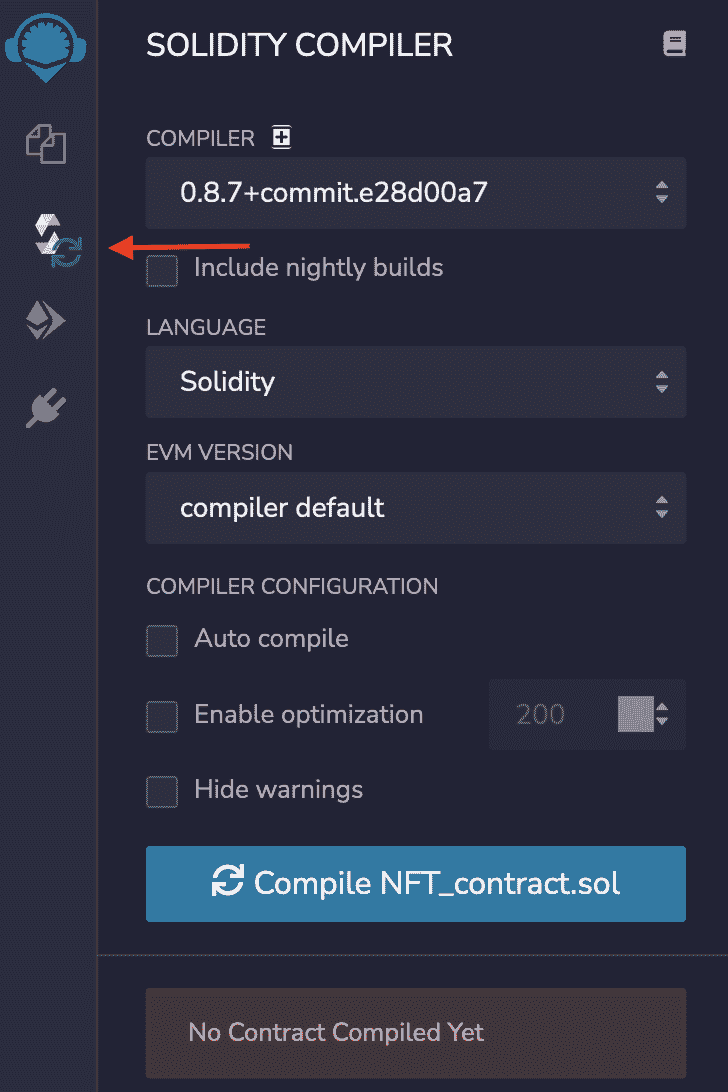 SOLIDITY COMPILER
COMPILER
0.8.7+commit.e28d00a7
Include nightly builds
LANGUAGE
Solidity
EVM VERSION
compiler default
COMPILER CONFIGURATION
Auto compile
Enable optimization 200
Hide warnings
Compile NFT_contract.sol
No Contract Compiled Yet